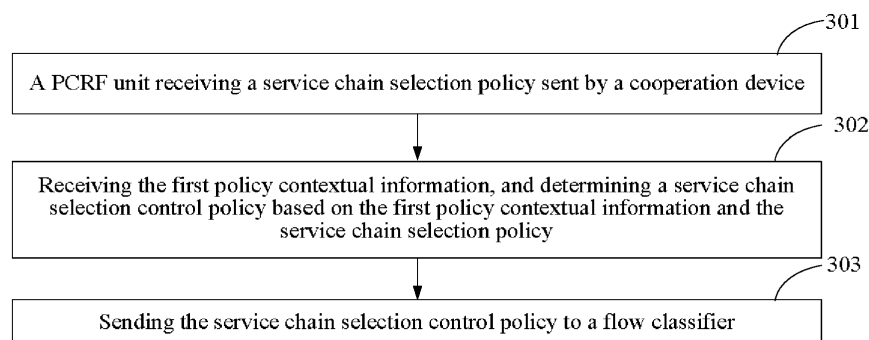 301
A PCRF unit receiving a service chain selection policy sent by a cooperation device
302
Receiving the first policy contextual information, and determining a service chain
selection control policy based on the first policy contextual information and the
service chain selection policy
303
Sending the service chain selection control policy to a flow classifier